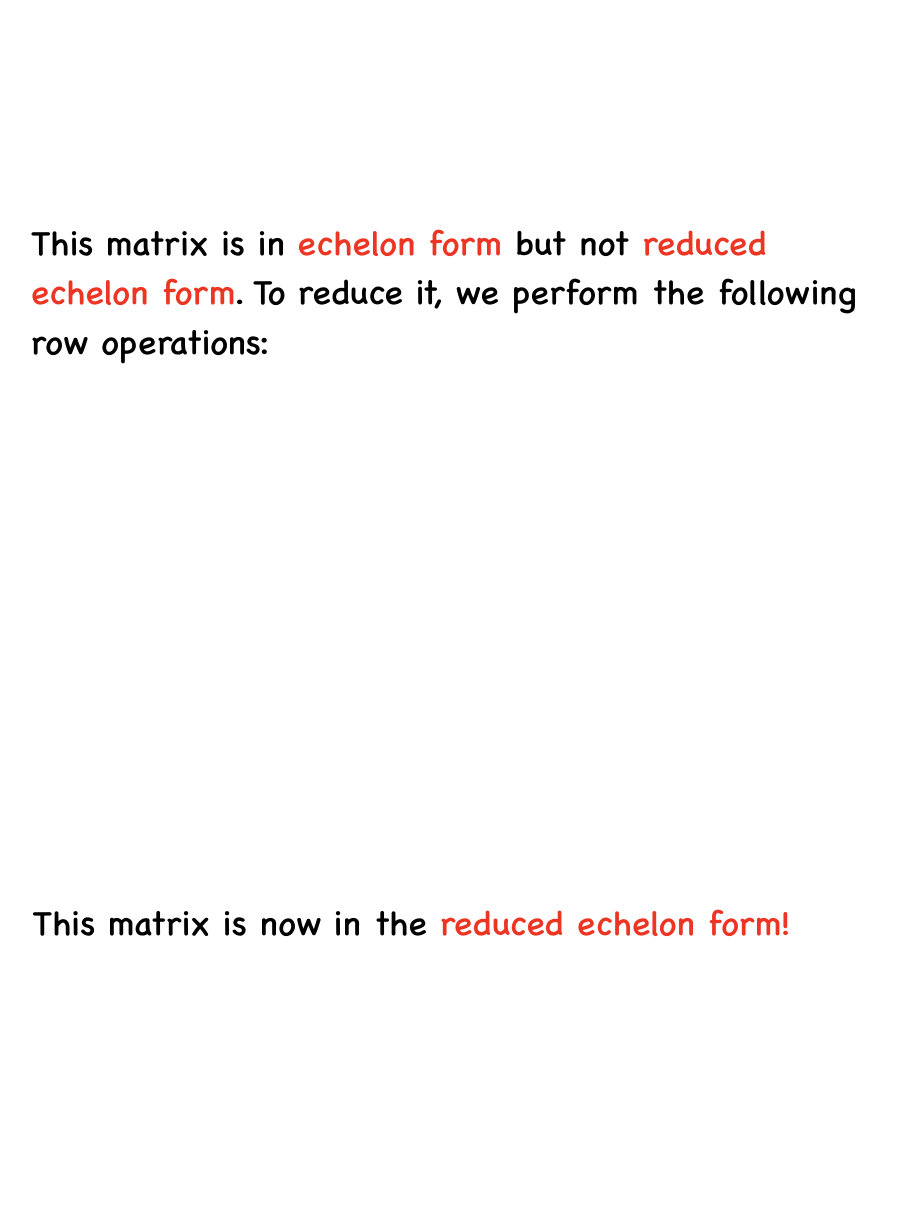 This matrix is in echelon form but not reduced
echelon form. To reduce it, we perform the following
row operations:
This matrix is now in the reduced echelon form!